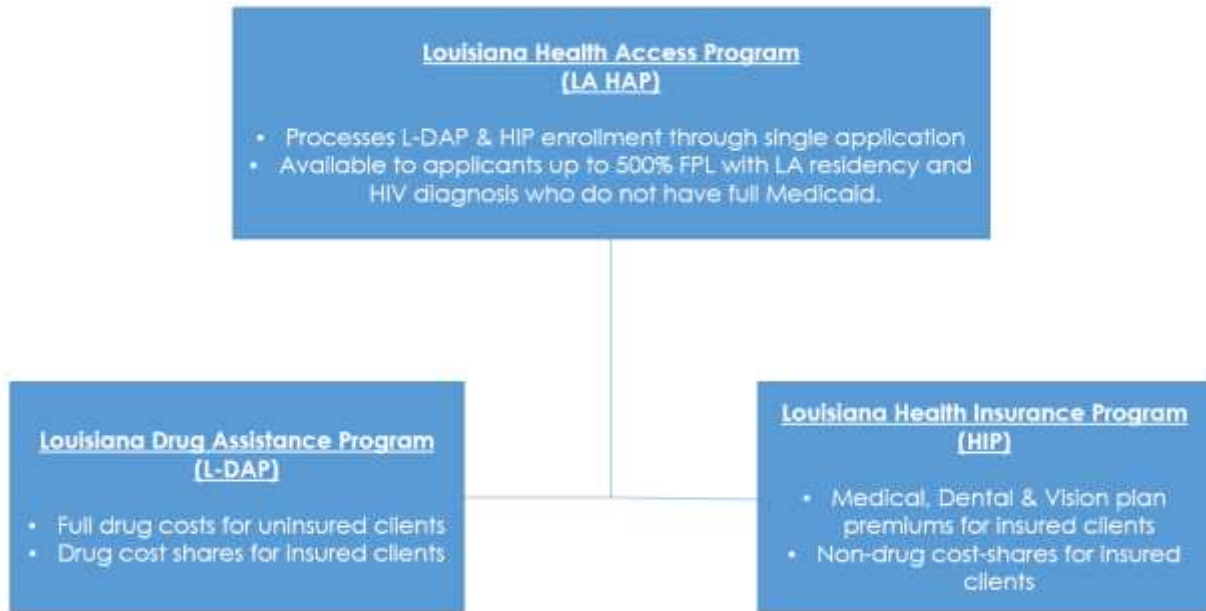 Louisiana Health Access Program
(LA HAP)
• Processes L-DAP & HIP enrollment through single application
• Available to applicants up to 500% FPL with LA residency and
HIV diagnosis who do not have full Medicaid.
Louisiana Drug Assistance Program
(L-DAP)
• Full drug costs for uninsured clients
• Drug cost shares for insured clients
Louisiana Health Insurance Program
(HIP)
• Medical, Dental & Vision plan
premiums for insured clients
• Non-drug cost-shares for insured
clients